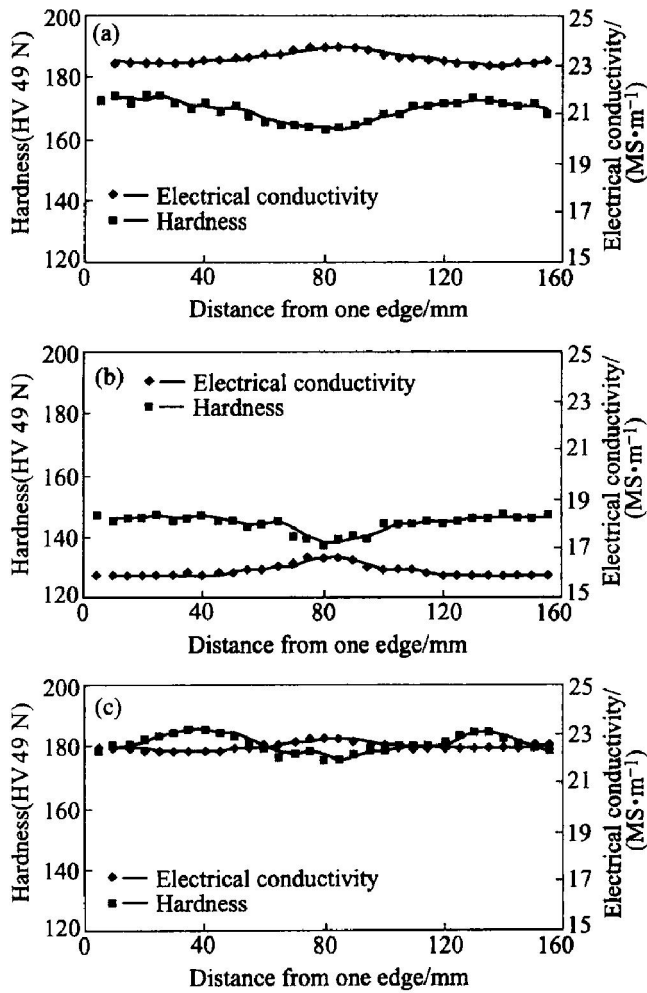 (a)
Hardness(HV 49 N)
200
180
160
140
120
Electrical conductivity/
(MS•m⁻¹)
25
23
21
19
17
15
Electrical conductivity
Hardness
0 40 80 120 160
Distance from one edge/mm
(b)
Hardness(HV 49 N)
200
180
160
140
120
Electrical conductivity/
(MS•m⁻¹)
25
23
21
19
17
15
Electrical conductivity
Hardness
0 40 80 120 160
Distance from one edge/mm
(c)
Hardness(HV 49 N)
200
180
160
140
120
Electrical conductivity/
(MS•m⁻¹)
25
23
21
19
17
15
Electrical conductivity
Hardness
0 40 80 120 160
Distance from one edge/mm